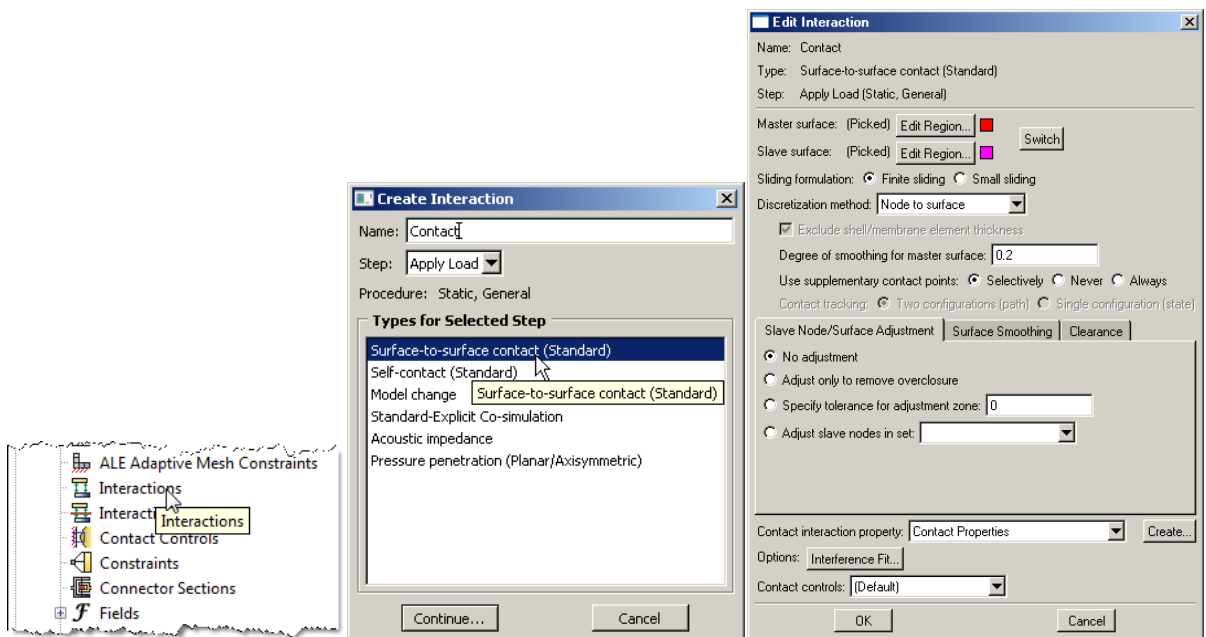 ALE Adaptive Mesh Constraints
Interactions
Interacti
Interactions
Contact Controls
Constraints
Connector Sections
Fields
Create Interaction
Name: Contact
Step: Apply Load
Procedure: Static, General
Types for Selected Step
Surface-to-surface contact (Standard)
Self-contact (Standard)
Model change
Surface-to-surface contact (Standard)
Standard-Explicit Co-simulation
Acoustic impedance
Pressure penetration (Planar/Axisymmetric)
Continue... Cancel
Edit Interaction
Name: Contact
Type: Surface-to-surface contact (Standard)
Step: Apply Load (Static, General)
Master surface: (Picked) Edit Region...
Switch
Slave surface: (Picked) Edit Region...
Sliding formulation: Finite sliding Small sliding
Discretization method: Node to surface
Exclude shell/membrane element thickness
Degree of smoothing for master surface: 0.2
Use supplementary contact points: Selectively Never Always
Contact tracking: Two configurations (path) Single configuration (state)
Slave Node/Surface Adjustment Surface Smoothing Clearance
No adjustment
Adjust only to remove overclosure
Specify tolerance for adjustment zone: 0
Adjust slave nodes in set:
Contact interaction property: Contact Properties Create...
Options: Interference Fit...
Contact controls: (Default)
OK Cancel